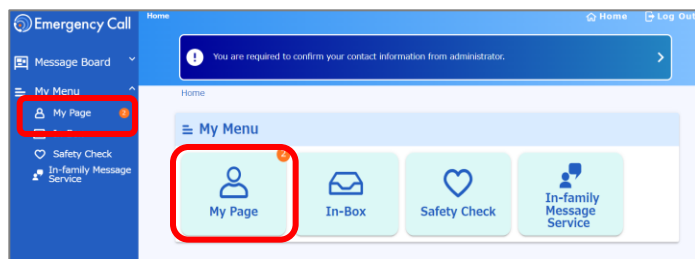 Emergency Call
Home
Home
Log Out
Message Board
You are required to confirm your contact information from administrator.
My Menu
Home
My Page
Safety Check
In-family Message
Service
My Menu
2
My Page
In-Box
Safety Check
In-family
Message
Service